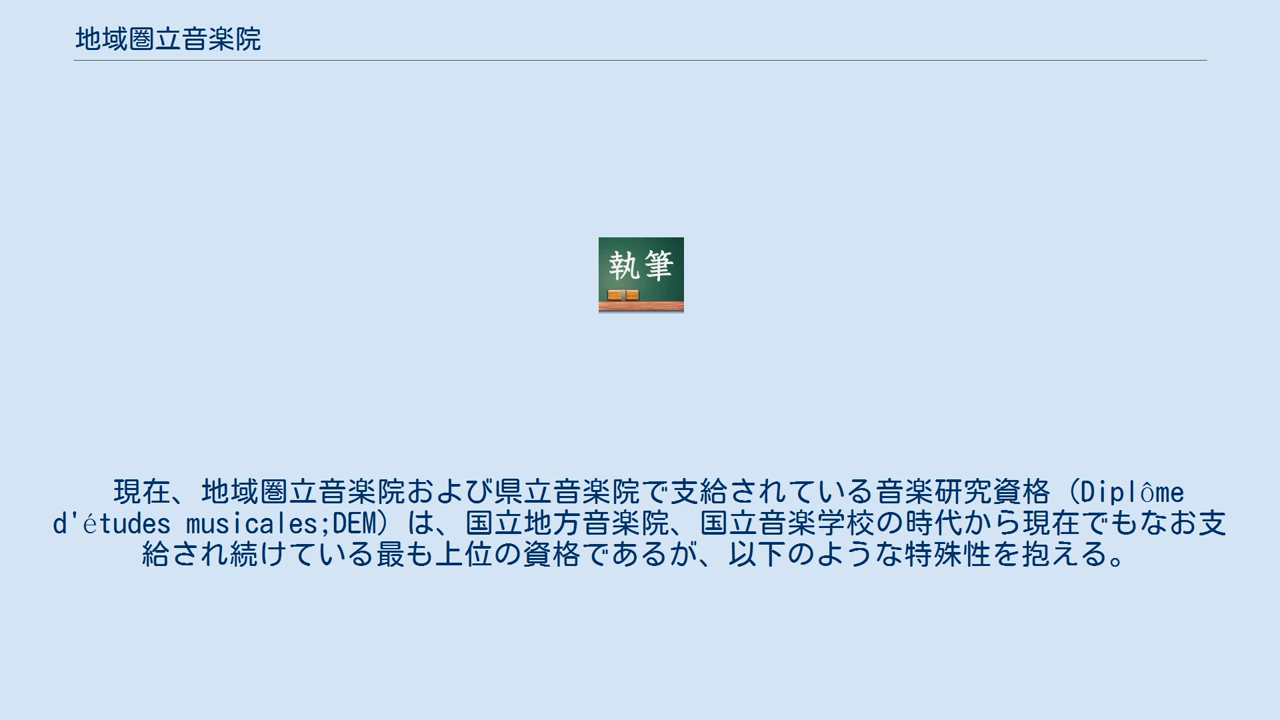 地域圏立音楽院
執筆
現在、地域圏立音楽院および県立音楽院で支給されている音楽研究資格（Diplôme
d'études musicales;DEM）は、国立地方音楽院、国立音楽学校の時代から現在でもなお支
給され続けている最も上位の資格であるが、以下のような特殊性を抱える。